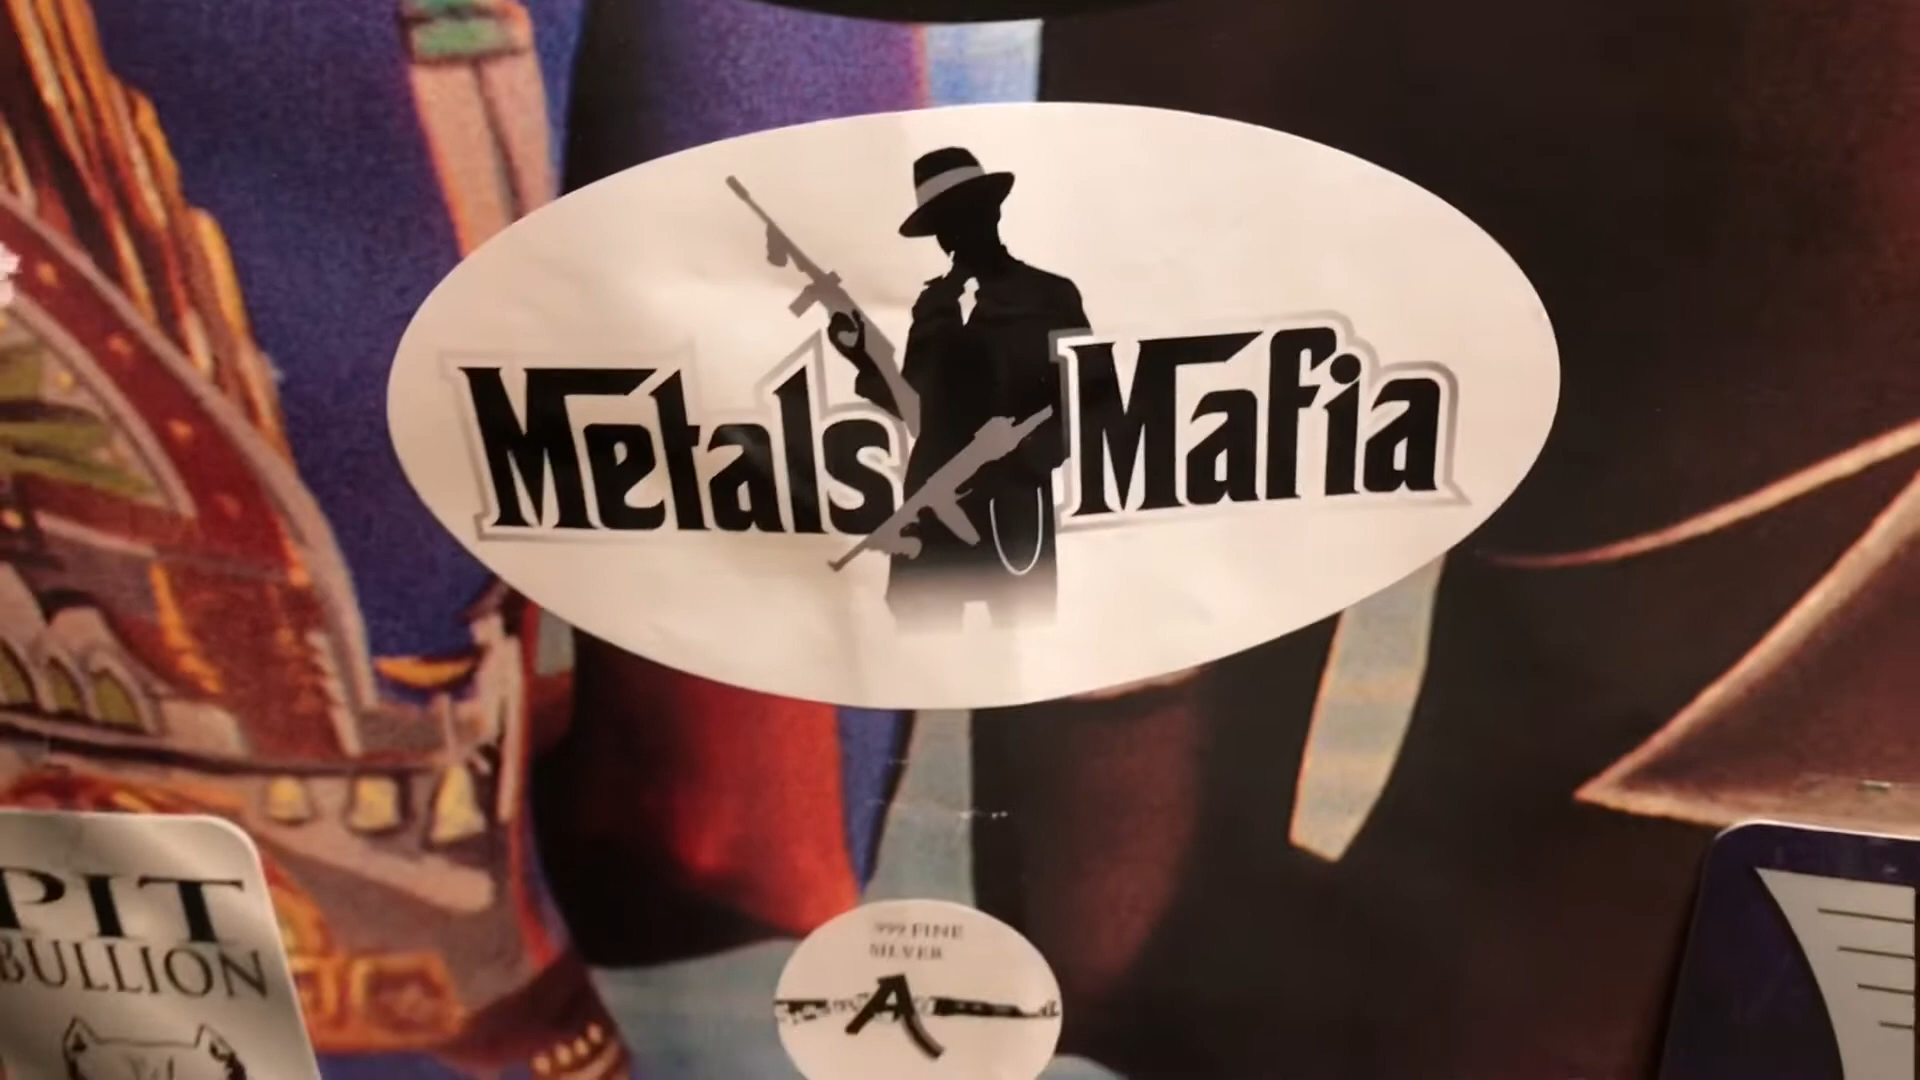 Metals Mafia
PIT
BULLION
.999 FINE
SILVER
A